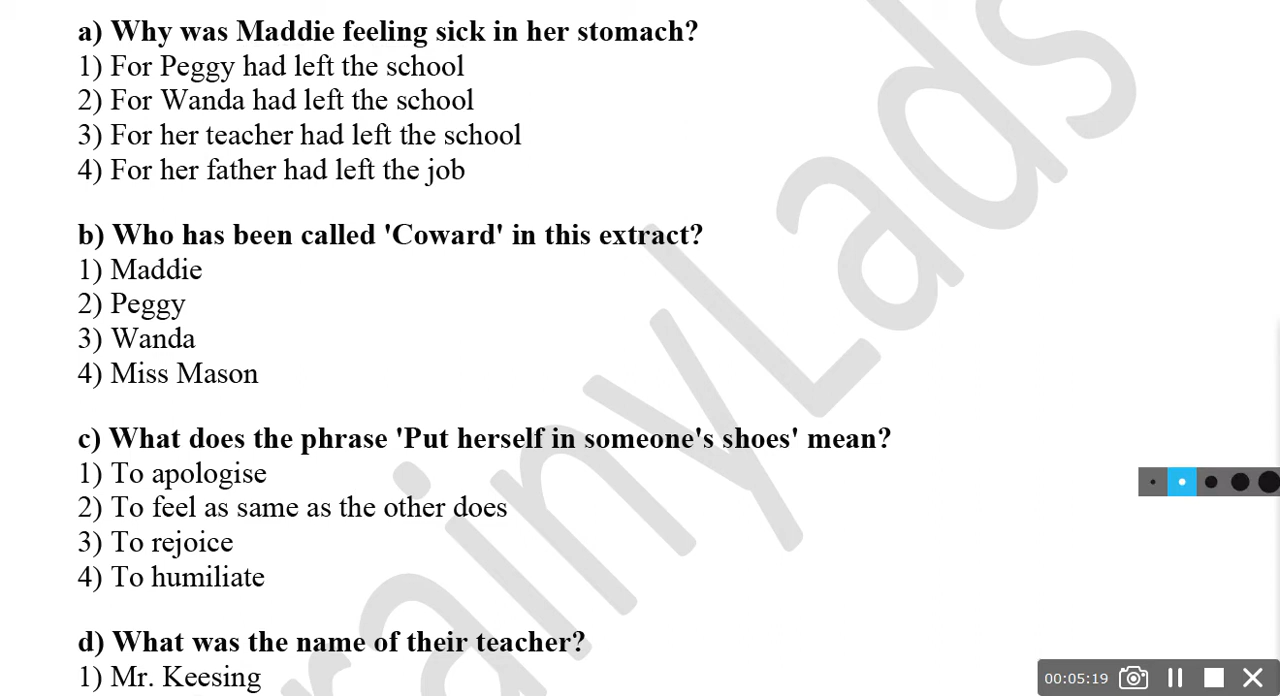 a) Why was Maddie feeling sick in her stomach?
1) For Peggy had left the school
2) For Wanda had left the school
3) For her teacher had left the school
4) For her father had left the job
b) Who has been called 'Coward' in this extract?
1) Maddie
2) Peggy
3) Wanda
4) Miss Mason
c) What does the phrase 'Put herself in someone's shoes' mean?
1) To apologise
2) To feel as same as the other does
3) To rejoice
4) To humiliate
d) What was the name of their teacher?
1) Mr. Keesing
rainyLads
00:05:19